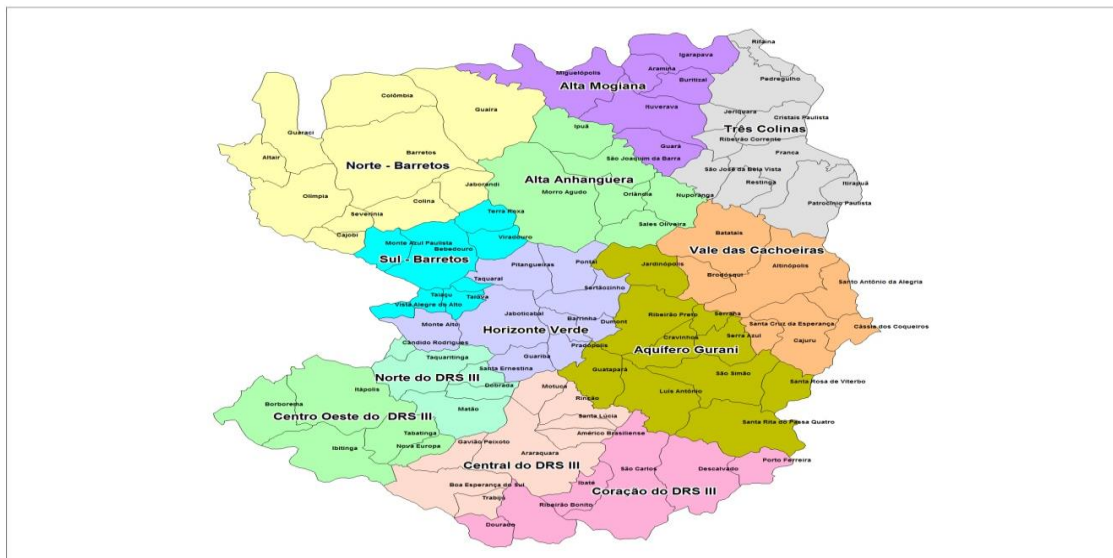 Rifaina
Igarapava
Aramina
Miguelópolis
Pedregulho
Buritizal
Alta Mogiana
Colômbia
Guaíra
Ituverava
Jeriquara
Cristais Paulista
Três Colinas
Ipuã
Guaraci
Ribeirão Corrente
Guará
Barretos
Franca
Altair
São Joaquim da Barra
Norte - Barretos
São José da Bela Vista
Alta Anhanguera
Jaborandi
Restinga
Itirapuã
Morro Agudo
Orlândia
Nuporanga
Olímpia
Colina
Patrocínio Paulista
Terra Roxa
Severínia
Sales Oliveira
Cajobi
Viradouro
Batatais
Monte Azul Paulista
Bebedouro
Vale das Cachoeiras
Sul - Barretos
Pitangueiras
Pontal
Jardinópolis
Altinópolis
Brodósqui
Taquaral
Santo Antônio da Alegria
Sertãozinho
Taiaçu
Taiúva
Vista Alegre do Alto
Jaboticabal
Ribeirão Preto
Serrana
Barrinha
Dumont
Monte Alto
Santa Cruz da Esperança
Cássia dos Coqueiros
Horizonte Verde
Serra Azul
Cravinhos
Cajuru
Cândido Rodrigues
Pradópolis
Aquífero Gurani
Taquaritinga
Guariba
Santa Ernestina
Guatapará
São Simão
Norte do DRS III
Itápolis
Dobrada
Motuca
Santa Rosa de Viterbo
Luís Antônio
Rincão
Borborema
Matão
Centro Oeste do DRS III
Santa Lúcia
Santa Rita do Passa Quatro
Tabatinga
Américo Brasiliense
Ibitinga
Nova Europa
Gavião Peixoto
Araraquara
Central do DRS III
São Carlos
Descalvado
Porto Ferreira
Boa Esperança do Sul
Ibaté
Coração do DRS III
Trabiju
Ribeirão Bonito
Dourado